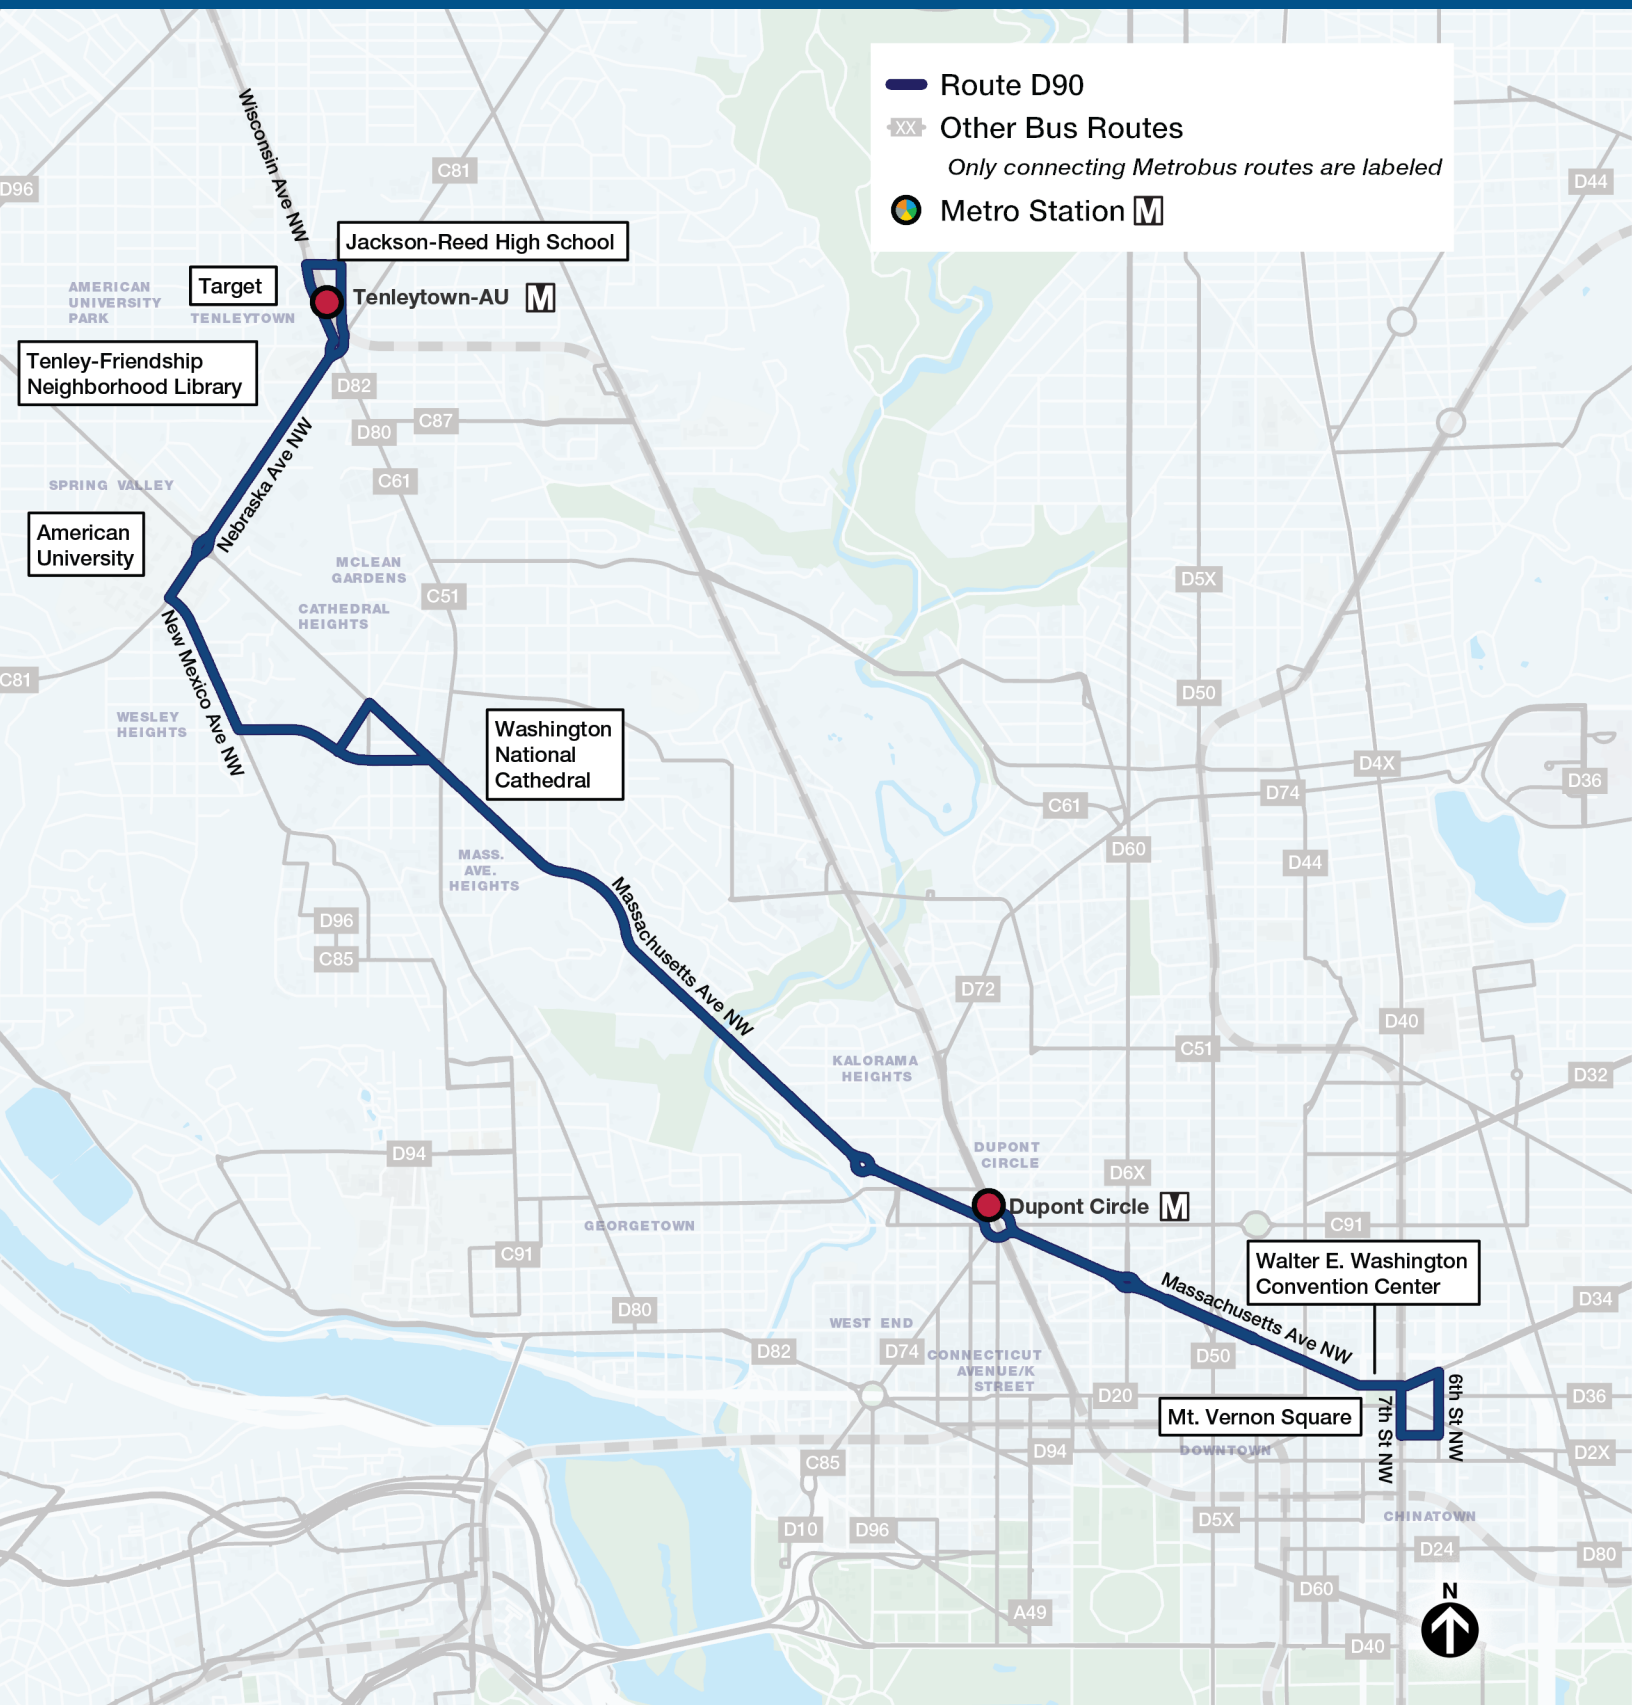 Route D90
XX
Other Bus Routes
Only connecting Metrobus routes are labeled
Metro Station M
Wisconsin Ave NW
C81
D96
D44
Jackson-Reed High School
Target
Tenleytown-AU M
AMERICAN
UNIVERSITY
PARK
TENLEYTOWN
Tenley-Friendship
Neighborhood Library
D82
C87
D80
C61
Nebraska Ave NW
SPRING VALLEY
American
University
MCLEAN
GARDENS
C51
CATHEDRAL
HEIGHTS
D5X
C81
New Mexico Ave NW
D50
WESLEY
HEIGHTS
Washington
National
Cathedral
D4X
D36
D74
C61
D60
D44
MASS.
AVE.
HEIGHTS
Massachusetts Ave NW
D96
C85
D72
D40
C51
KALORAMA
HEIGHTS
D32
D94
DUPONT
CIRCLE
D6X
Dupont Circle M
GEORGETOWN
C91
C91
Walter E. Washington
Convention Center
Massachusetts Ave NW
D80
D34
WEST END
D82
D74
CONNECTICUT
AVENUE/K
STREET
D50
D20
D36
Mt. Vernon Square
7th St NW
6th St NW
D94
DOWNTOWN
D2X
C85
D5X
CHINATOWN
D10
D96
D24
D80
D60
N
A49
D40